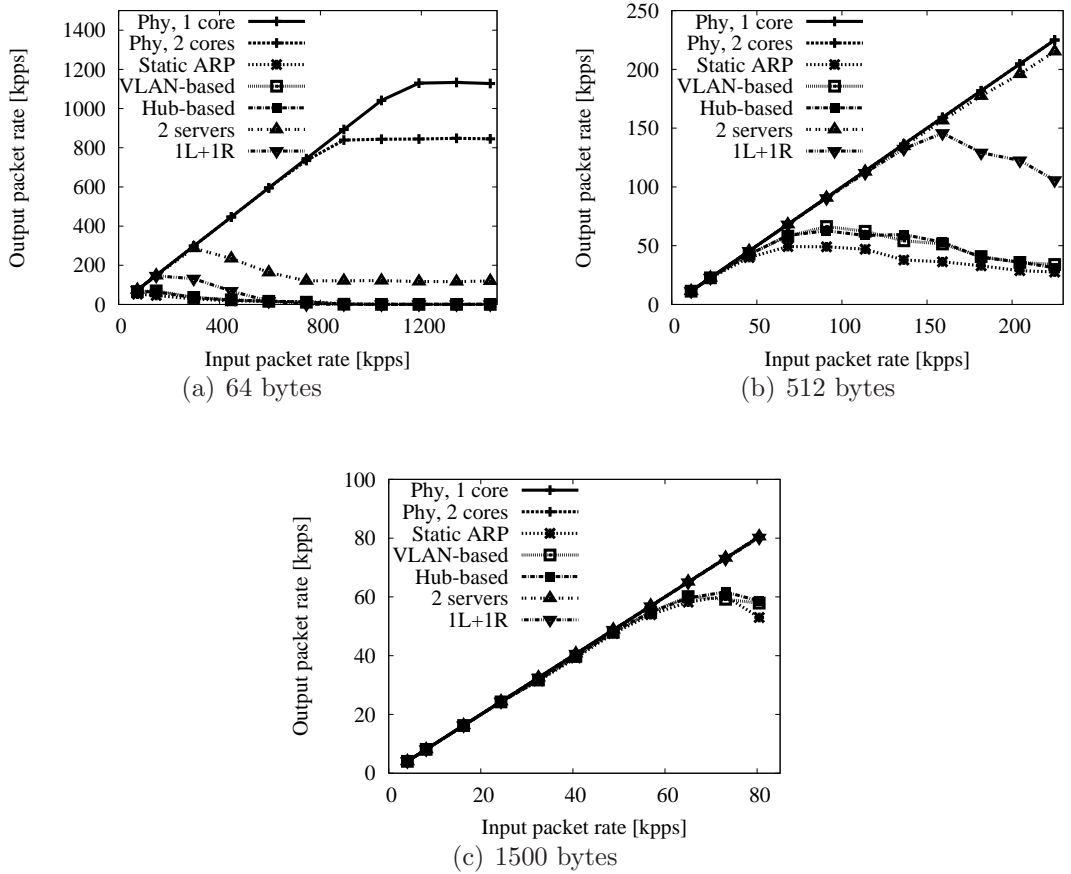 1400
1200
1000
800
600
400
200
0
0 400 800 1200
Output packet rate [kpps]
Input packet rate [kpps]
Phy, 1 core
Phy, 2 cores
Static ARP
VLAN-based
Hub-based
2 servers
1L+1R
(a) 64 bytes
250
200
150
100
50
0
0 50 100 150 200
Output packet rate [kpps]
Input packet rate [kpps]
Phy, 1 core
Phy, 2 cores
Static ARP
VLAN-based
Hub-based
2 servers
1L+1R
(b) 512 bytes
100
80
60
40
20
0
0 20 40 60 80
Output packet rate [kpps]
Input packet rate [kpps]
Phy, 1 core
Phy, 2 cores
Static ARP
VLAN-based
Hub-based
2 servers
1L+1R
(c) 1500 bytes